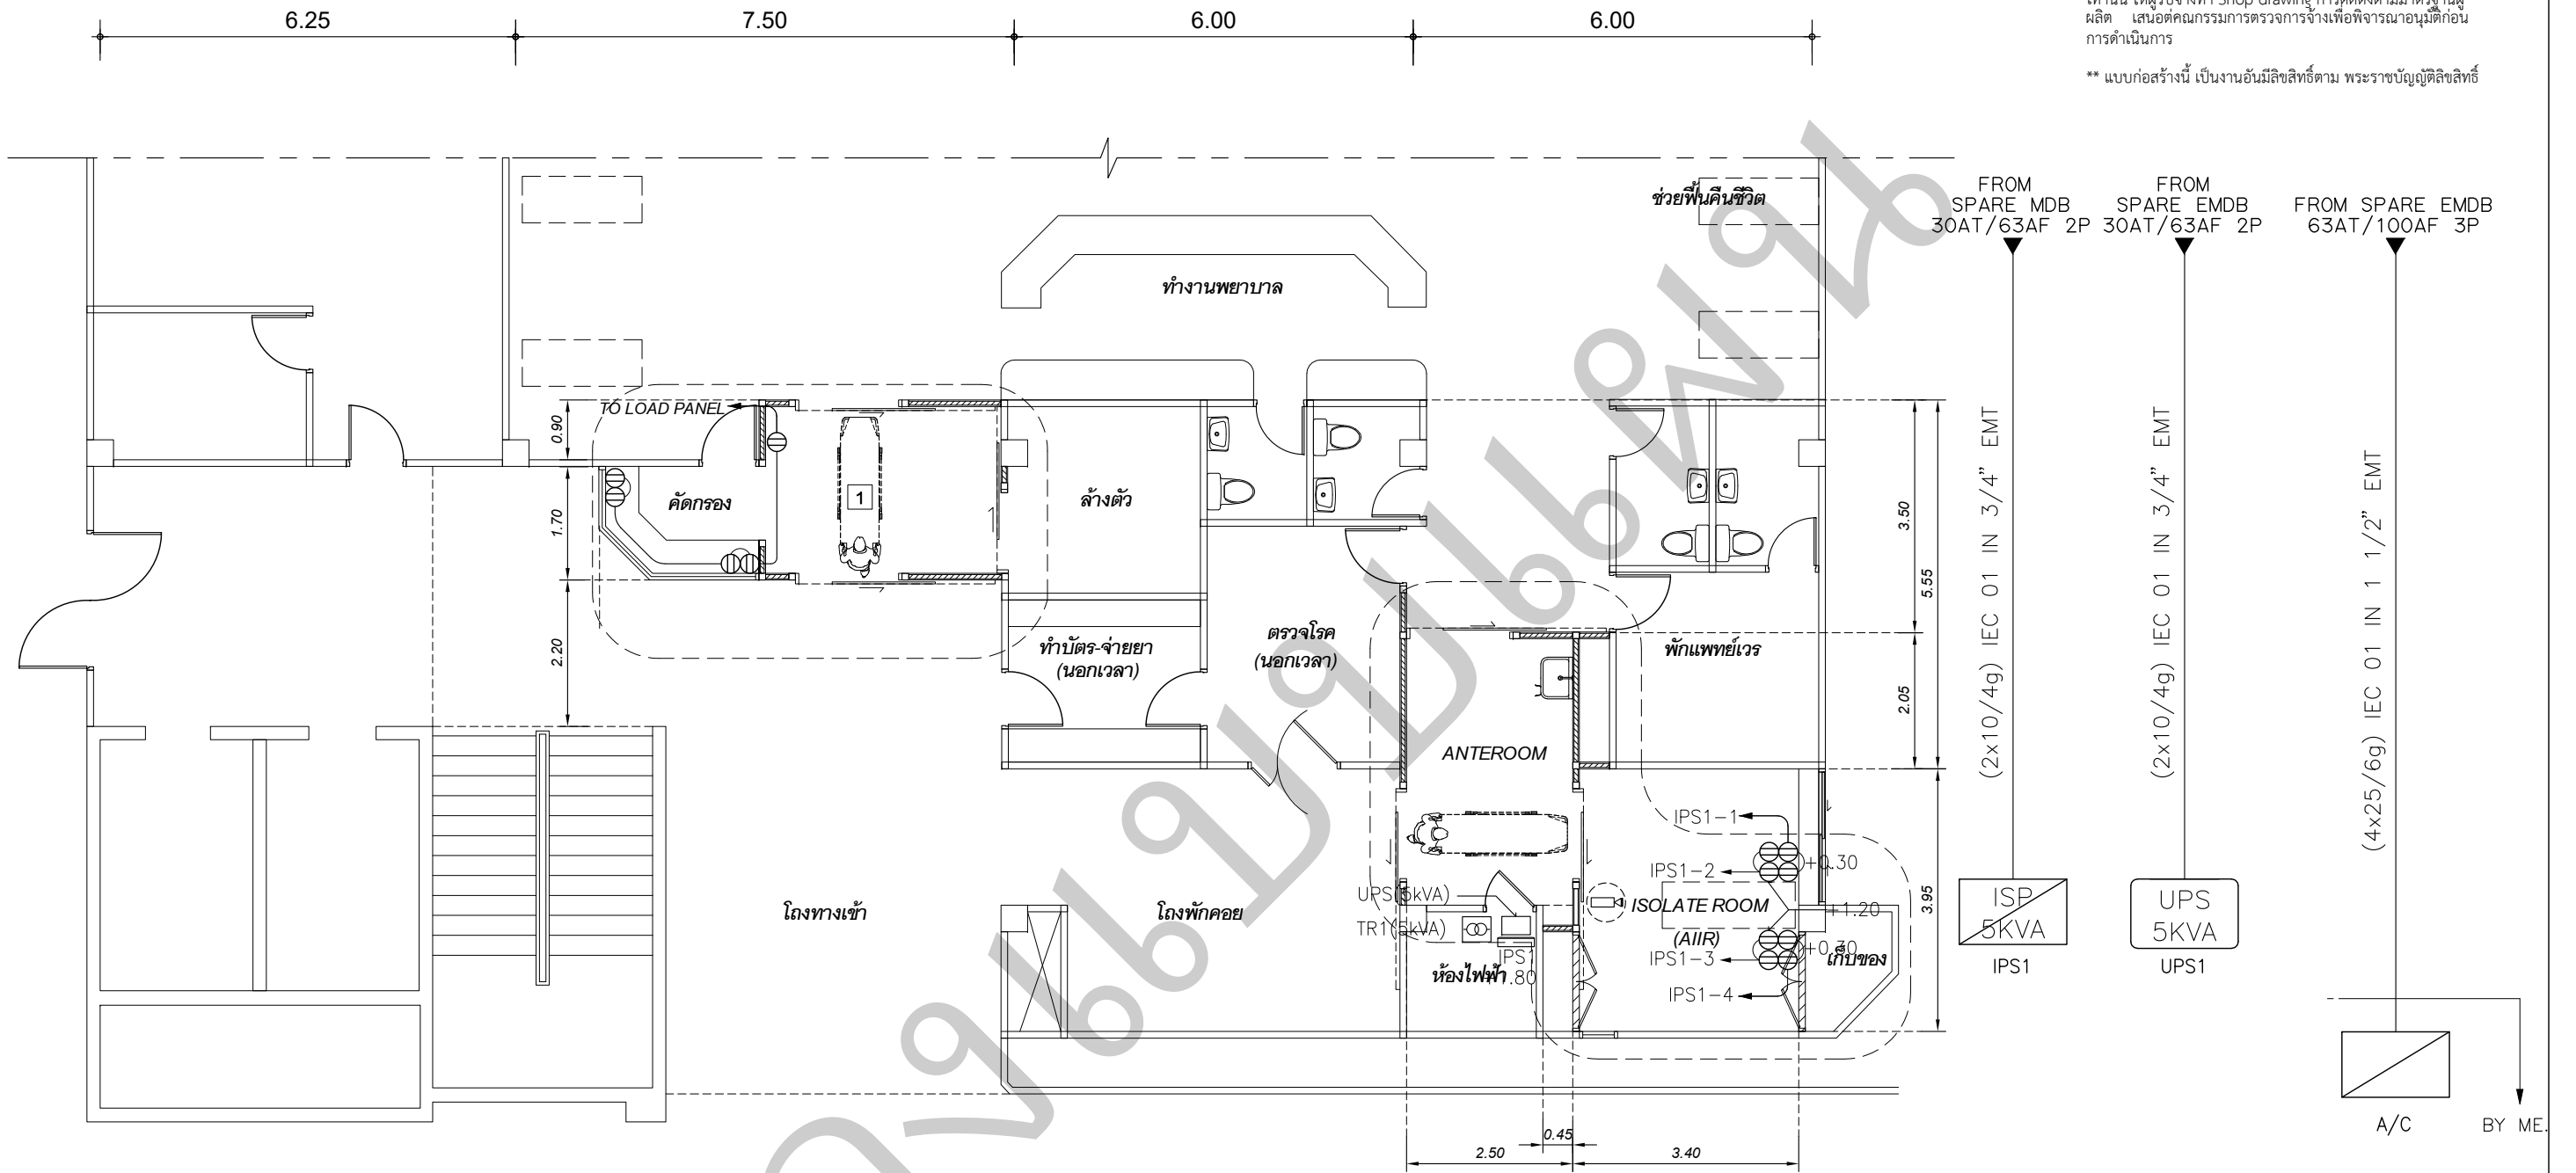 6.25
7.50
6.00
6.00
ผลิต เสนอต่คณกรรมการตรวจการจ้างเพื่อพิจารณาอนุมัติก่อน
การดำเนินการ
** แบบก่อสร้างนี้ เป็นงานอันมีลิขสิทธิ์ตาม พระราชบัญญัติลิขสิทธิ์
ช่วยฟื้นคืนชีวิต
FROM
SPARE MDB
30AT/63AF 2P
FROM
SPARE EMDB
30AT/63AF 2P
FROM SPARE EMDB
63AT/100AF 3P
ทำงานพยาบาล
TO LOAD PANEL
0.90
1.70
2.20
คัดกรอง
1
ล้างตัว
ทำบัตร-จ่ายยา
(นอกเวลา)
ตรวจโรค
(นอกเวลา)
พักแพทย์เวร
3.50
5.55
2.05
3.95
(2x10/4g) IEC 01 IN 3/4" EMT
(2x10/4g) IEC 01 IN 3/4" EMT
(4x25/6g) IEC 01 IN 1 1/2" EMT
ANTEROOM
IPS1-1
IPS1-2
+0.30
UPS(5kVA)
TR1(5kVA)
ISOLATE ROOM
(AIIR)
+1.20
IPS1-3
+0.30
IPS1-4
IPS1
1.80
ห้องไฟฟ้า
เก็บของ
โถงทางเข้า
โถงพักคอย
ISP
5KVA
IPS1
UPS
5KVA
UPS1
A/C
BY ME.
0.45
2.50
3.40